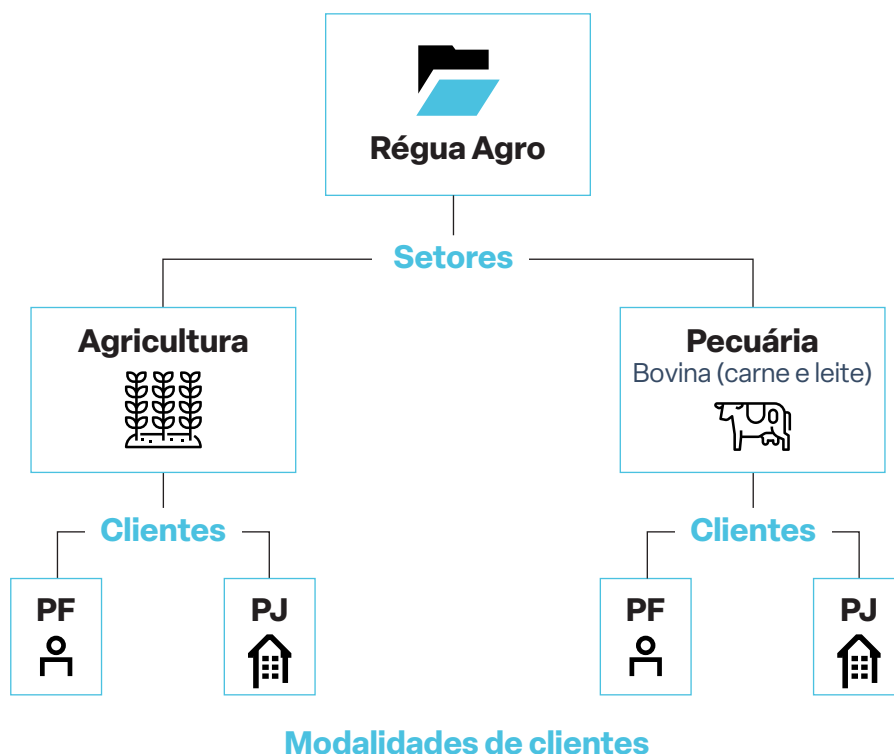 Régua Agro
Setores
Agricultura
Pecuária
Bovina (carne e leite)
Clientes
Clientes
PF
PJ
PF
PJ
Modalidades de clientes